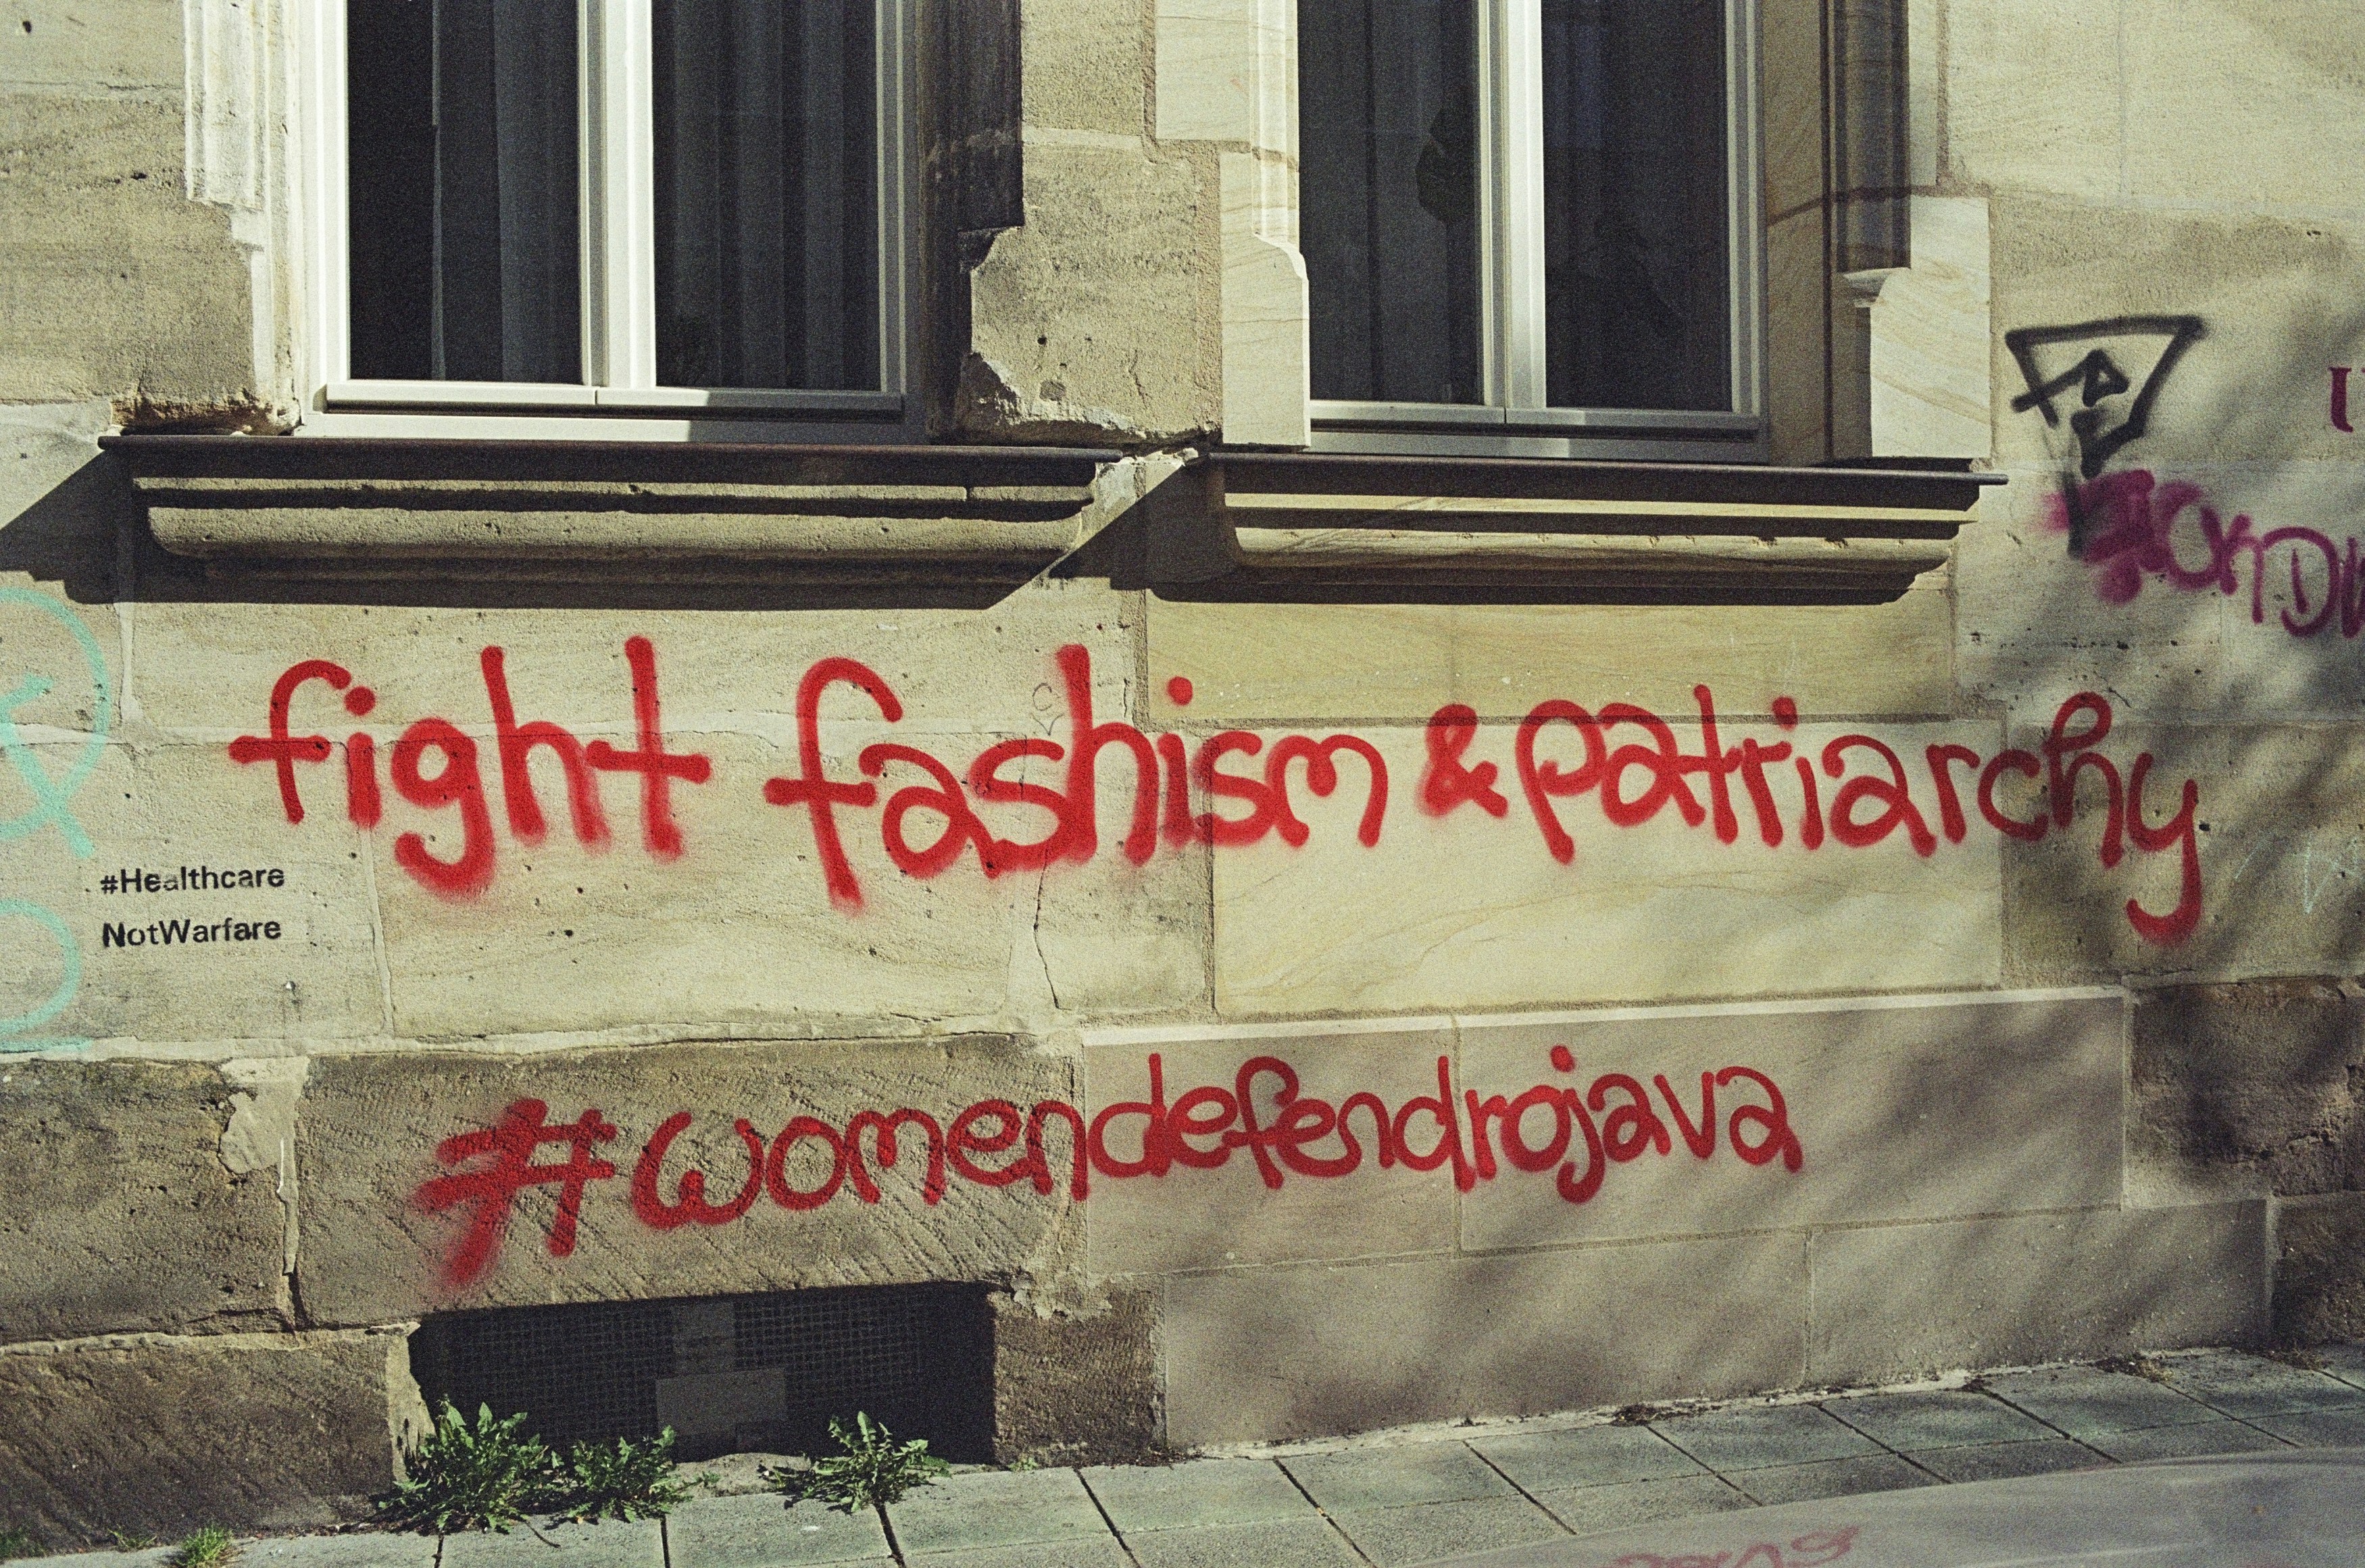 fight fashism & patriarchy
#Healthcare
NotWarfare
#womendefendrojava